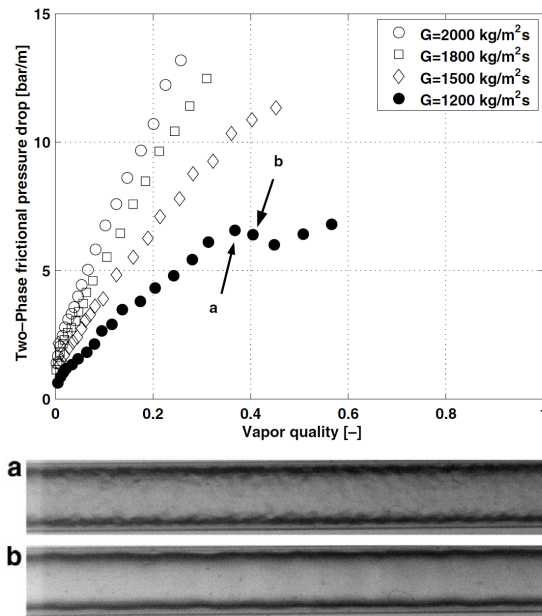 15
G=2000 kg/m²s
G=1800 kg/m²s
G=1500 kg/m²s
G=1200 kg/m²s
10
b
Two–Phase frictional pressure drop [bar/m]
5
a
0
0 0.2 0.4 0.6 0.8 1
Vapor quality [–]
a
b